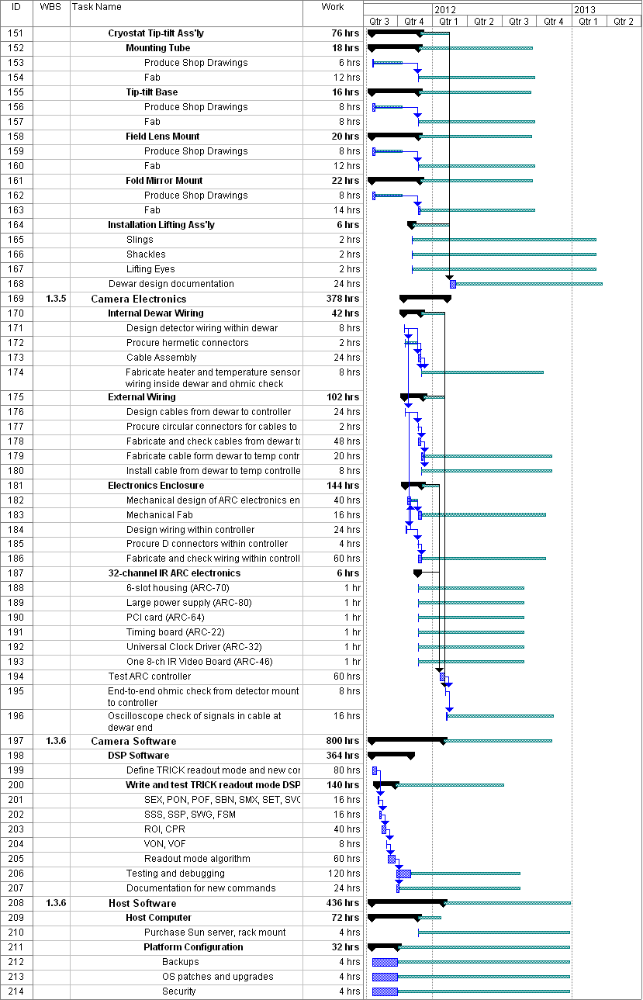 ID WBS Task Name Work 2012 2013
Qtr 3 Qtr 4 Qtr 1 Qtr 2 Qtr 3 Qtr 4 Qtr 1 Qtr 2
151 Cryostat Tip-tilt Ass'ly 76 hrs
152 Mounting Tube 18 hrs
153 Produce Shop Drawings 6 hrs
154 Fab 12 hrs
155 Tip-tilt Base 16 hrs
156 Produce Shop Drawings 8 hrs
157 Fab 8 hrs
158 Field Lens Mount 20 hrs
159 Produce Shop Drawings 8 hrs
160 Fab 12 hrs
161 Fold Mirror Mount 22 hrs
162 Produce Shop Drawings 8 hrs
163 Fab 14 hrs
164 Installation Lifting Ass'ly 6 hrs
165 Slings 2 hrs
166 Shackles 2 hrs
167 Lifting Eyes 2 hrs
168 Dewar design documentation 24 hrs
169 1.3.5 Camera Electronics 378 hrs
170 Internal Dewar Wiring 42 hrs
171 Design detector wiring within dewar 8 hrs
172 Procure hermetic connectors 2 hrs
173 Cable Assembly 24 hrs
174 Fabricate heater and temperature sensor 8 hrs
wiring inside dewar and ohmic check
175 External Wiring 102 hrs
176 Design cables from dewar to controller 24 hrs
177 Procure circular connectors for cables to 2 hrs
178 Fabricate and check cables from dewar to 48 hrs
179 Fabricate cable form dewar to temp contr 20 hrs
180 Install cable from dewar to temp controlle 8 hrs
181 Electronics Enclosure 144 hrs
182 Mechanical design of ARC electronics en 40 hrs
183 Mechanical Fab 16 hrs
184 Design wiring within controller 24 hrs
185 Procure D connectors within controller 4 hrs
186 Fabricate and check wiring within controll 60 hrs
187 32-channel IR ARC electronics 6 hrs
188 6-slot housing (ARC-70) 1 hr
189 Large power supply (ARC-80) 1 hr
190 PCI card (ARC-64) 1 hr
191 Timing board (ARC-22) 1 hr
192 Universal Clock Driver (ARC-32) 1 hr
193 One 8-ch IR Video Board (ARC-46) 1 hr
194 Test ARC controller 60 hrs
195 End-to-end ohmic check from detector mount 8 hrs
to controller
196 Oscilloscope check of signals in cable at 16 hrs
dewar end
197 1.3.6 Camera Software 800 hrs
198 DSP Software 364 hrs
199 Define TRICK readout mode and new cor 80 hrs
200 Write and test TRICK readout mode DSP 140 hrs
201 SEX, PON, POF, SBN, SMX, SET, SVC 16 hrs
202 SSS, SSP, SWG, FSM 16 hrs
203 ROI, CPR 40 hrs
204 VON, VOF 8 hrs
205 Readout mode algorithm 60 hrs
206 Testing and debugging 120 hrs
207 Documentation for new commands 24 hrs
208 1.3.6 Host Software 436 hrs
209 Host Computer 72 hrs
210 Purchase Sun server, rack mount 4 hrs
211 Platform Configuration 32 hrs
212 Backups 4 hrs
213 OS patches and upgrades 4 hrs
214 Security 4 hrs